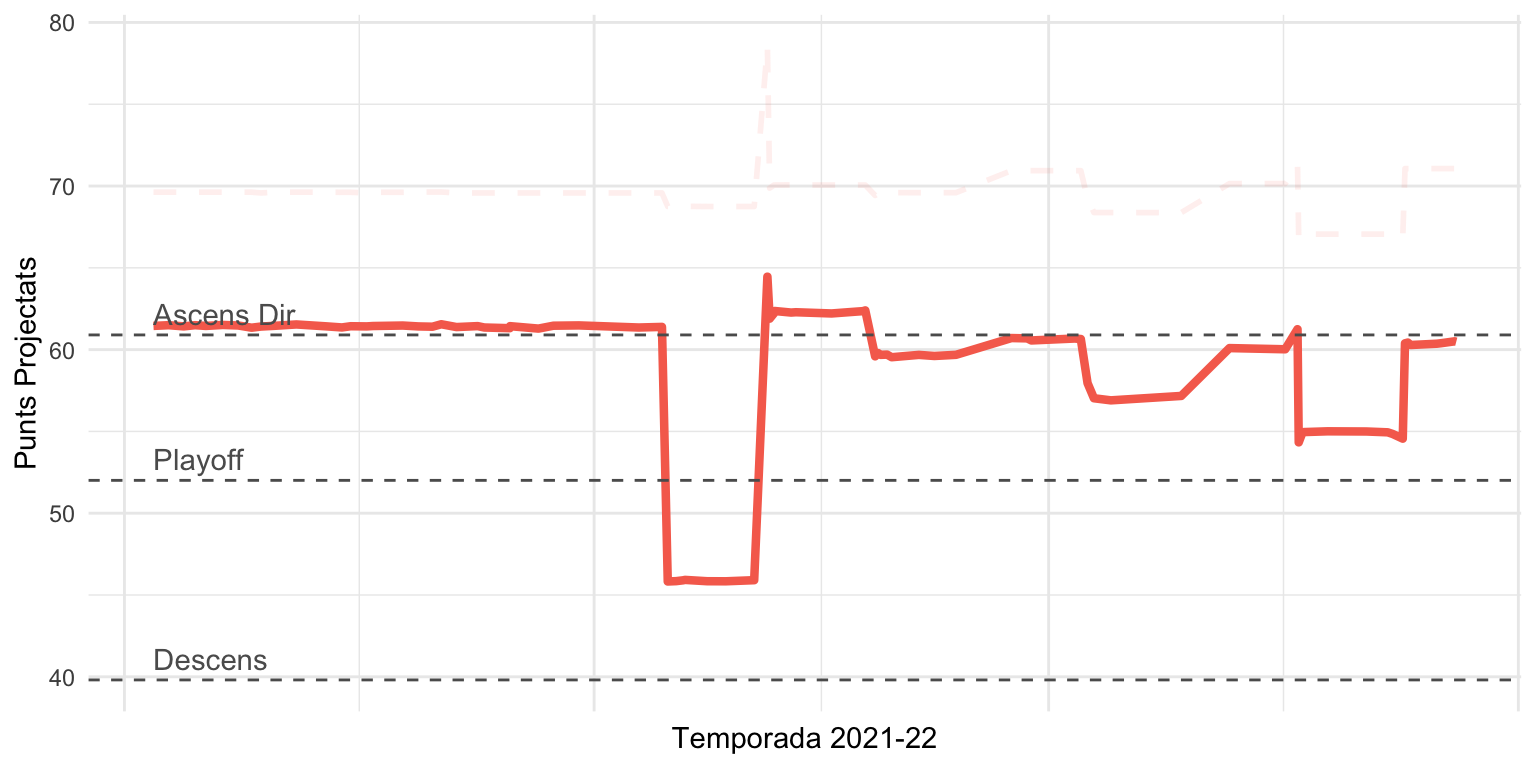 80
70
60
50
40
Punts Projectats
Ascens Dir
Playoff
Descens
Temporada 2021-22